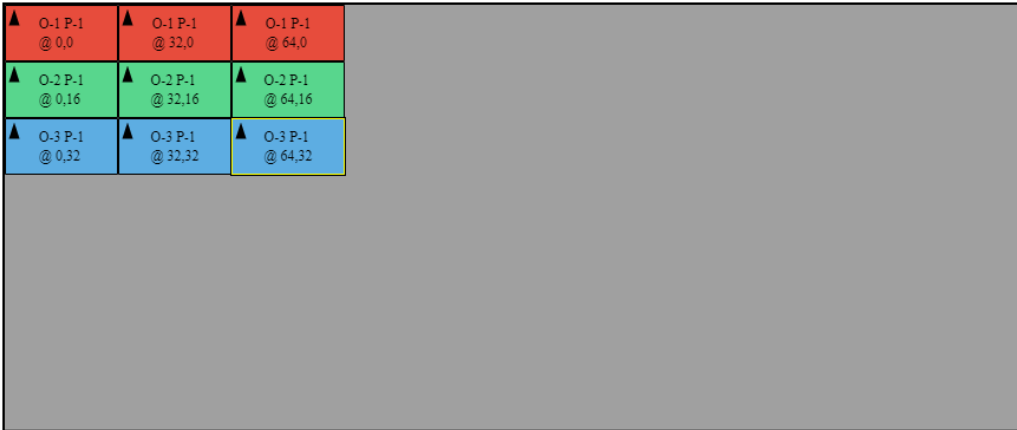 O-1 P-1
@ 0,0
O-1 P-1
@ 32,0
O-1 P-1
@ 64,0
O-2 P-1
@ 0,16
O-2 P-1
@ 32,16
O-2 P-1
@ 64,16
O-3 P-1
@ 0,32
O-3 P-1
@ 32,32
O-3 P-1
@ 64,32